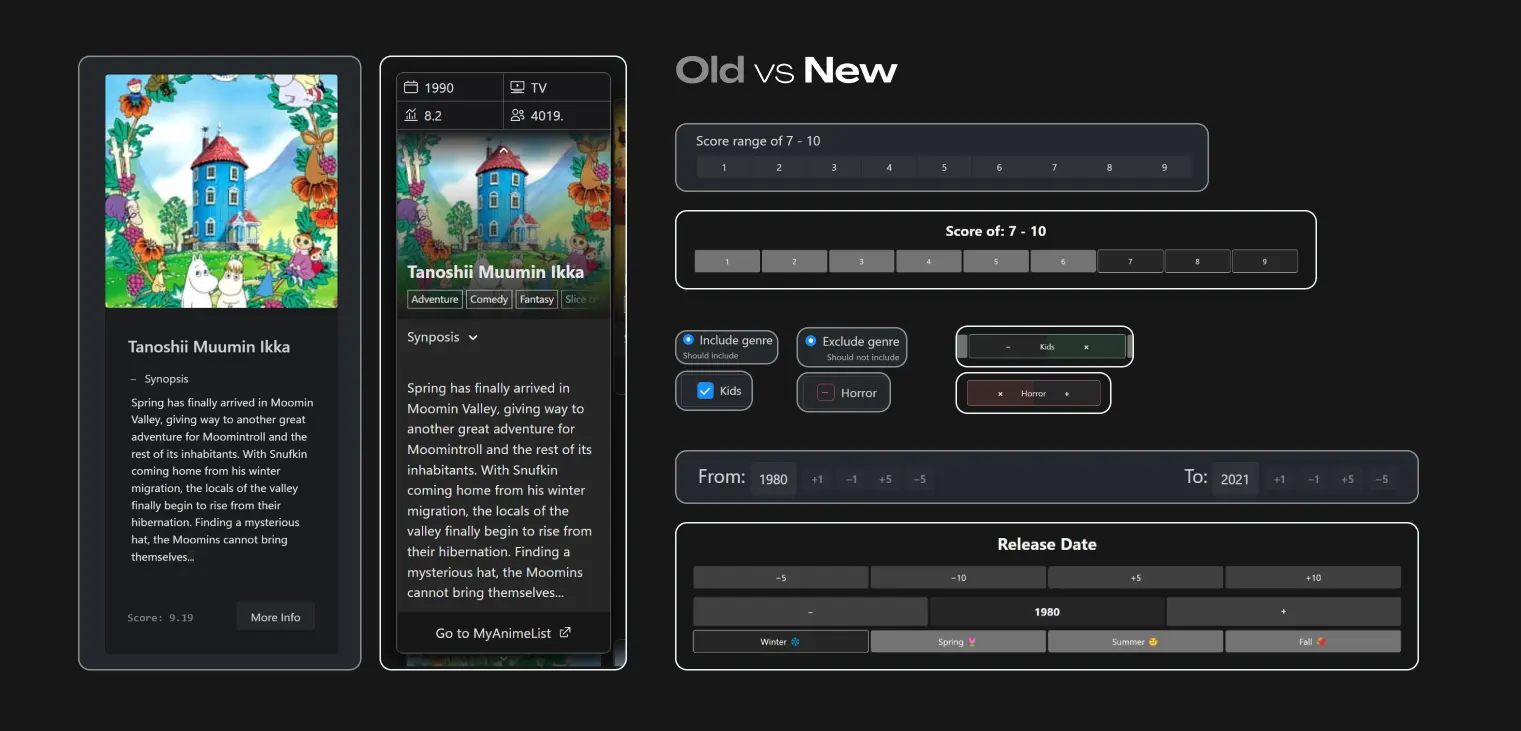 Tanoshii Muumin Ikka
– Synopsis
Spring has finally arrived in Moomin
Valley, giving way to another great
adventure for Moomintroll and the
rest of its inhabitants. With Snufkin
coming home from his winter
migration, the locals of the valley
finally begin to rise from their
hibernation. Finding a mysterious
hat, the Moomins cannot bring
themselves...
Score: 9.19 More Info
1990 TV
8.2 4019.
Tanoshii Muumin Ikka
Adventure Comedy Fantasy Slice
Synposis
Spring has finally arrived in
Moomin Valley, giving way to
another great adventure for
Moomintroll and the rest of its
inhabitants. With Snufkin
coming home from his winter
migration, the locals of the
valley finally begin to rise from
their hibernation. Finding a
mysterious hat, the Moomins
cannot bring themselves...
Go to MyAnimeList
Old vs New
Score range of 7 - 10
1 2 3 4 5 6 7 8 9
Score of: 7 - 10
1 2 3 4 5 6 7 8 9
Include genre
Should include
Kids
Exclude genre
Should not include
– Horror
– Kids ×
× Horror +
From: 1980 +1 −1 +5 −5 To: 2021 +1 −1 +5 −5
Release Date
−5 −10 +5 +10
– 1980 +
Winter Spring Summer Fall